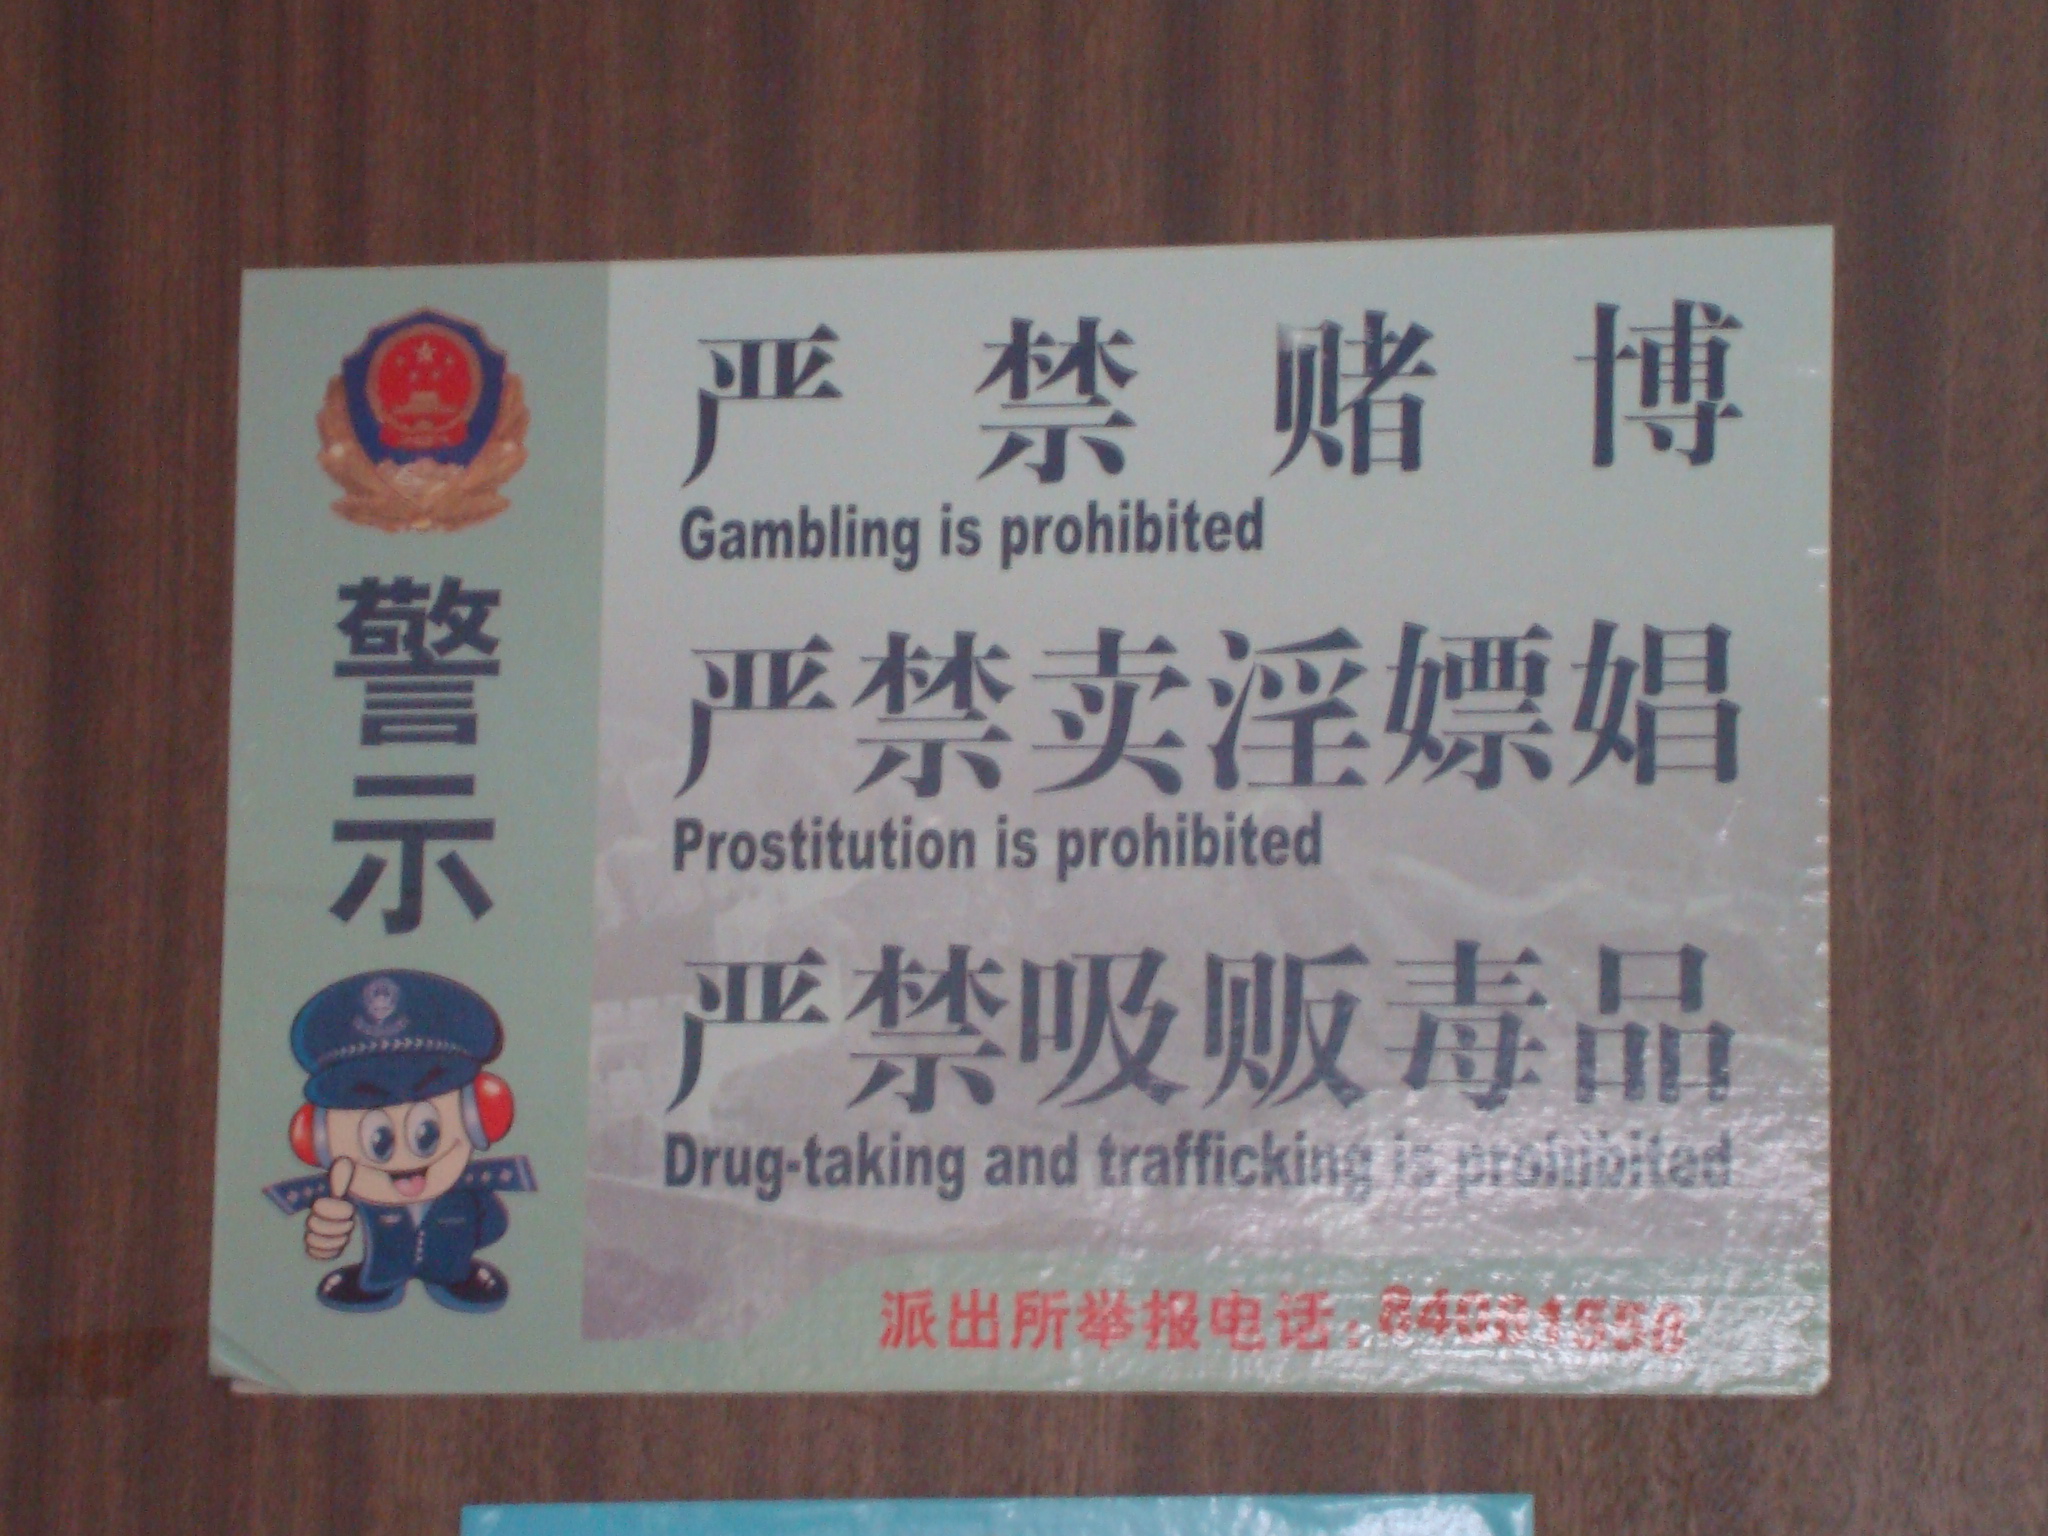 警示
严禁赌博
Gambling is prohibited
严禁卖淫嫖娼
Prostitution is prohibited
严禁吸贩毒品
Drug-taking and trafficking is prohibited
派出所举报电话: